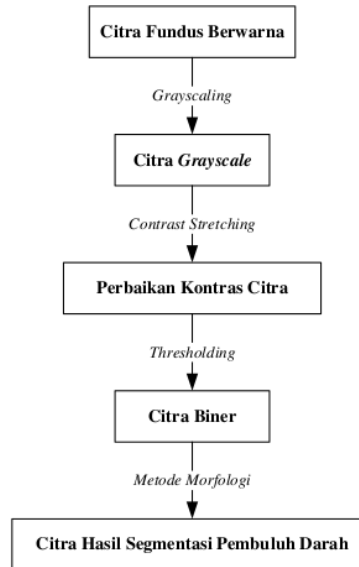 Citra Fundus Berwarna
Grayscaling
Citra Grayscale
Contrast Stretching
Perbaikan Kontras Citra
Thresholding
Citra Biner
Metode Morfologi
Citra Hasil Segmentasi Pembuluh Darah